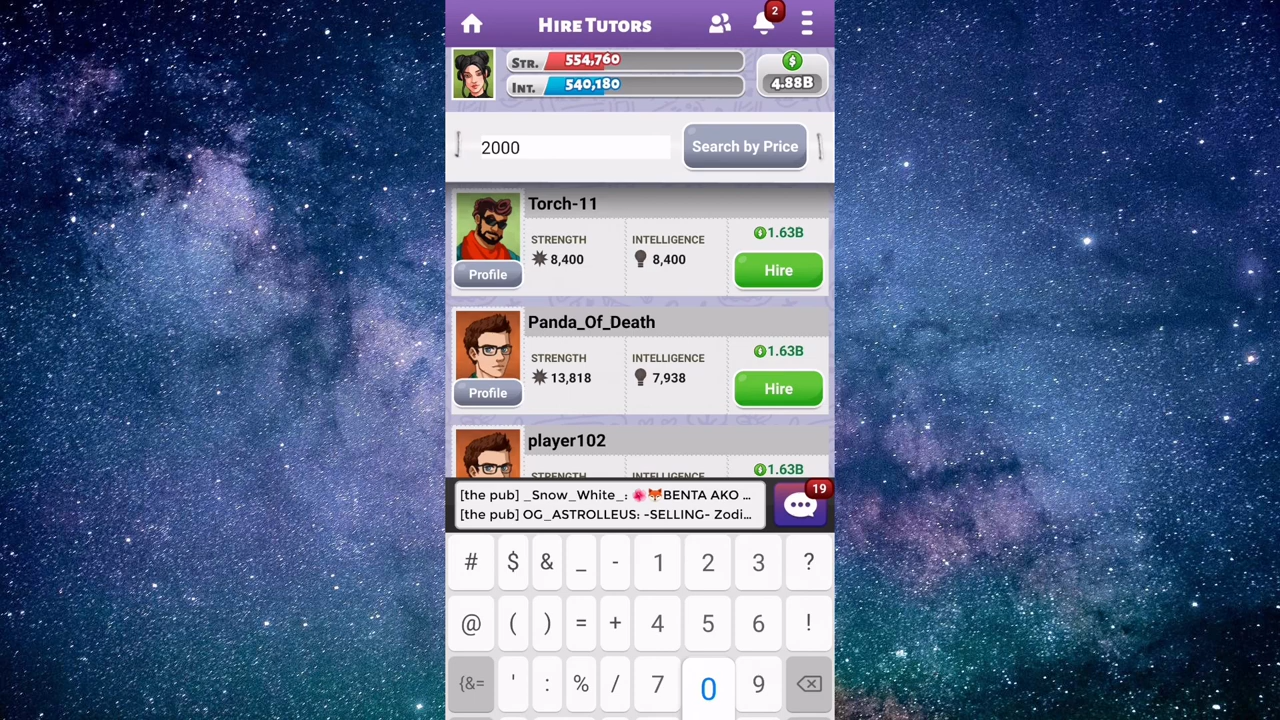 HIRE TUTORS
2
STR. 554,760
INT. 540,180
4.88B
2000
Search by Price
Torch-11
STRENGTH
8,400
INTELLIGENCE
8,400
1.63B
Hire
Profile
Panda_Of_Death
STRENGTH
13,818
INTELLIGENCE
7,938
1.63B
Hire
Profile
player102
STRENGTH
INTELLIGENCE
1.63B
[the pub] _Snow_White_: 🌺🦊BENTA AKO ...
[the pub] OG_ASTROLLEUS: -SELLING- Zodi...
19
# $ & _ - 1 2 3 ?
@ ( ) = + 4 5 6 !
{&= ' : % / 7 0 9